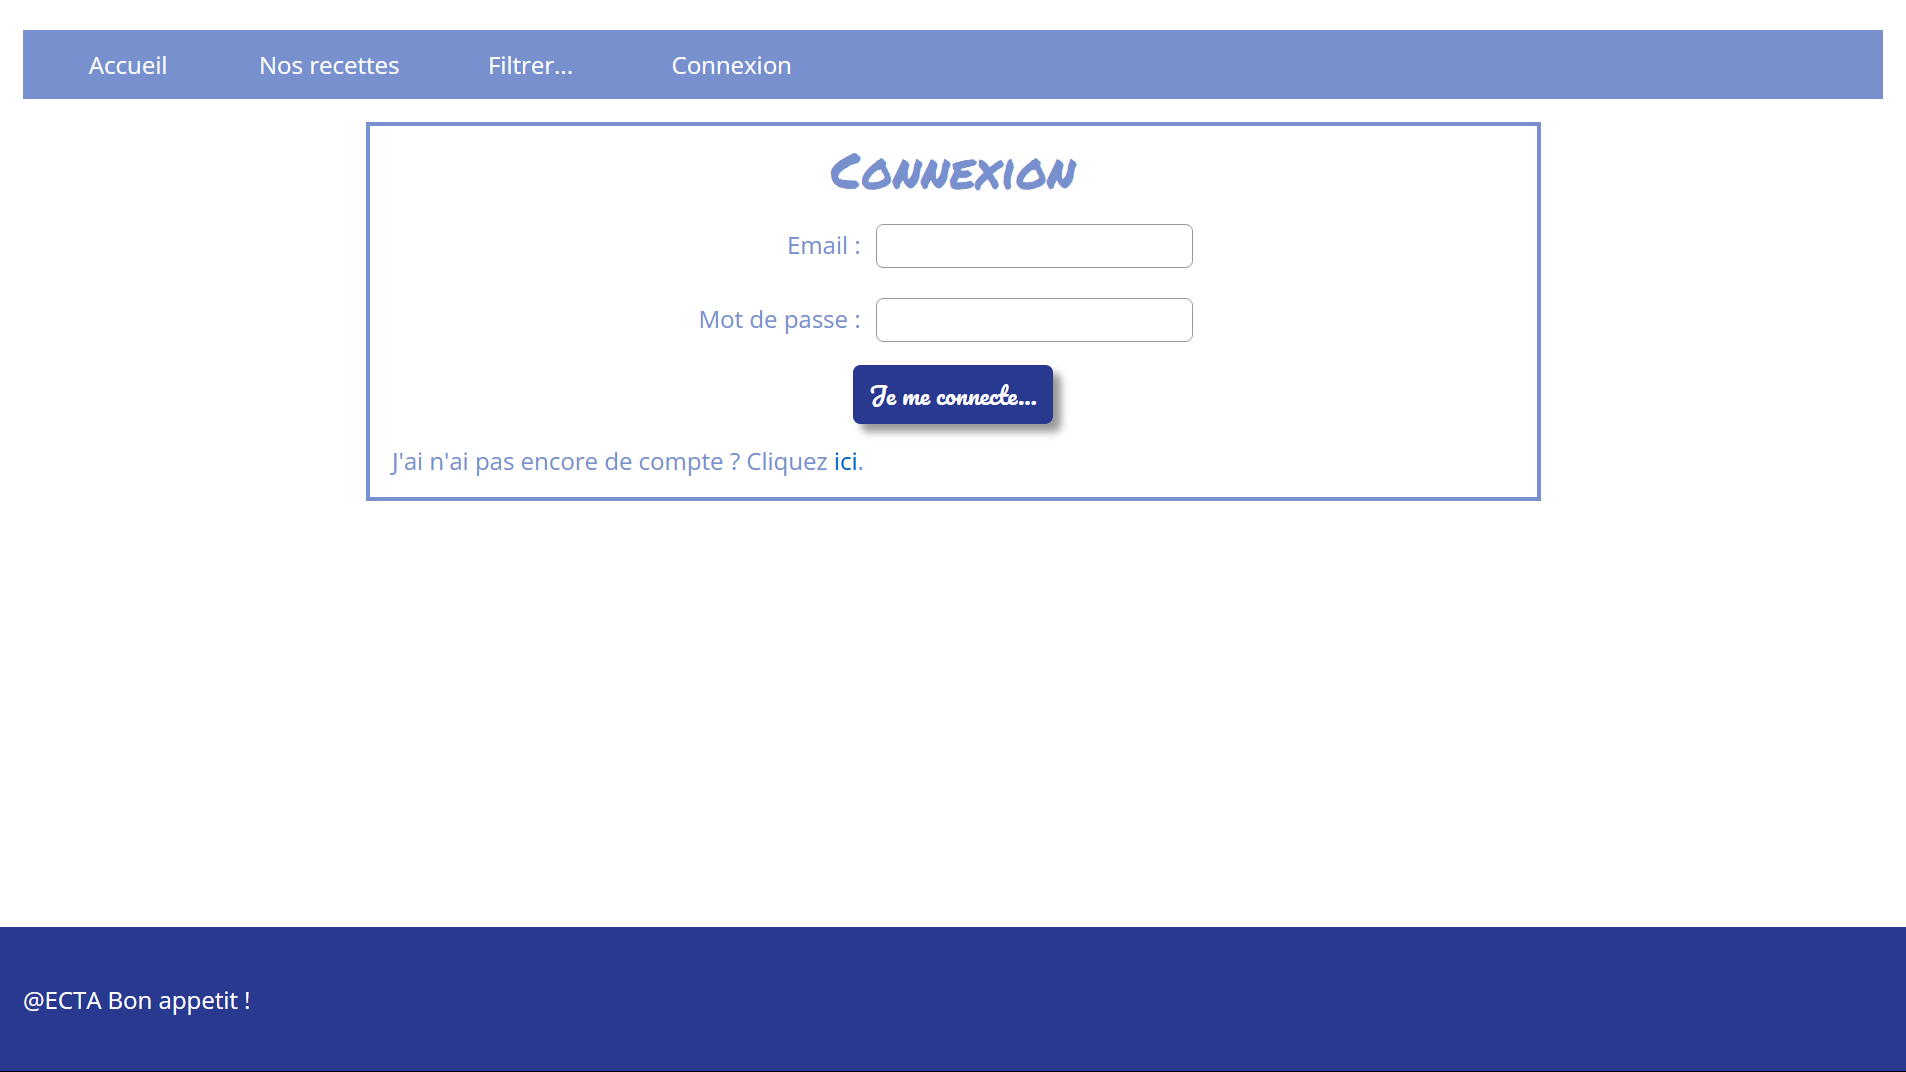 Accueil Nos recettes Filtrer... Connexion
Connexion
Email :
Mot de passe :
Je me connecte...
J'ai n'ai pas encore de compte ? Cliquez ici.
@ECTA Bon appetit !